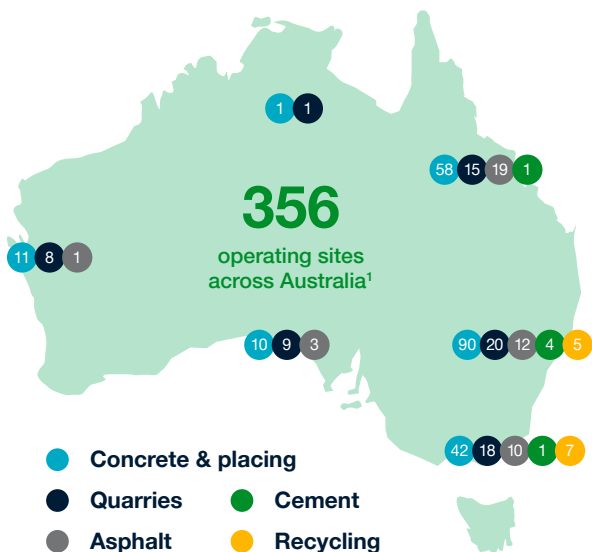 1 1
58 15 19 1
356
operating sites
across Australia¹
11 8 1
10 9 3
90 20 12 4 5
42 18 10 1 7
Concrete & placing
Quarries Cement
Asphalt Recycling